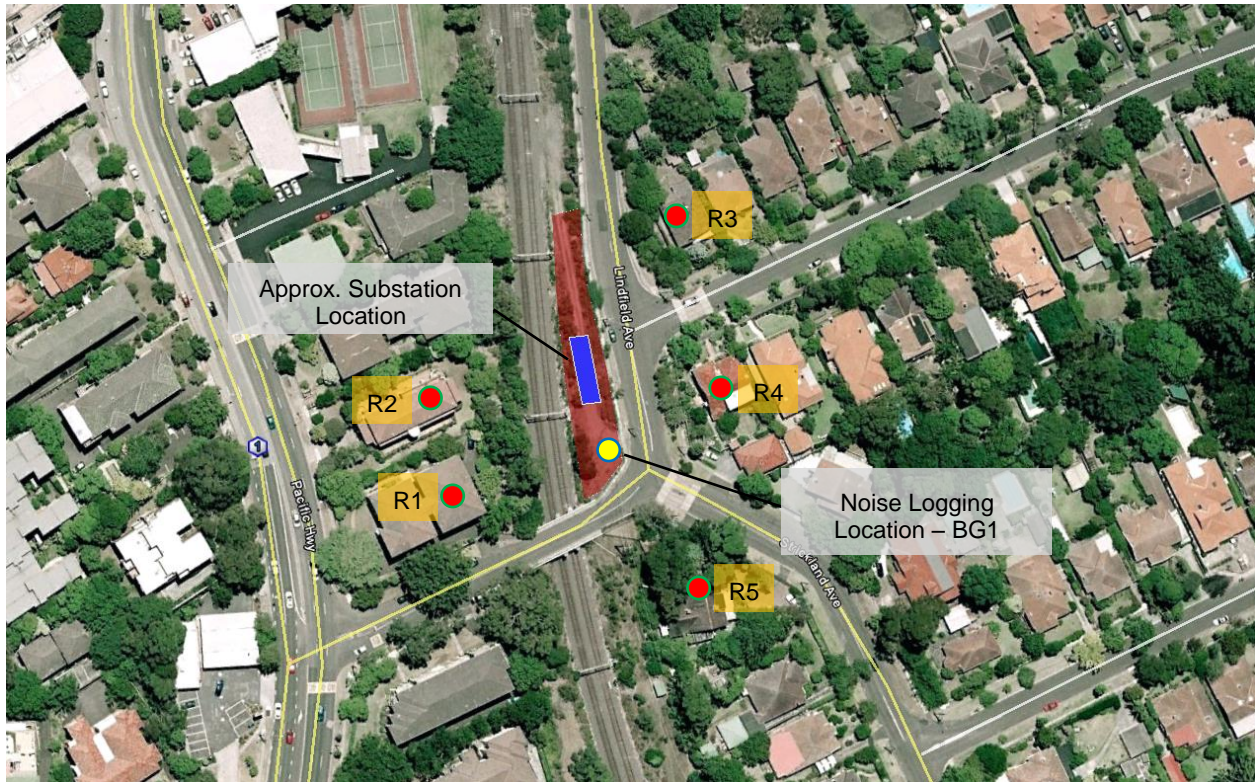 R3
Lindfield Ave
Approx. Substation
Location
R2
R4
1
R1
Pacific Hwy
Noise Logging
Location – BG1
Strickland Ave
R5